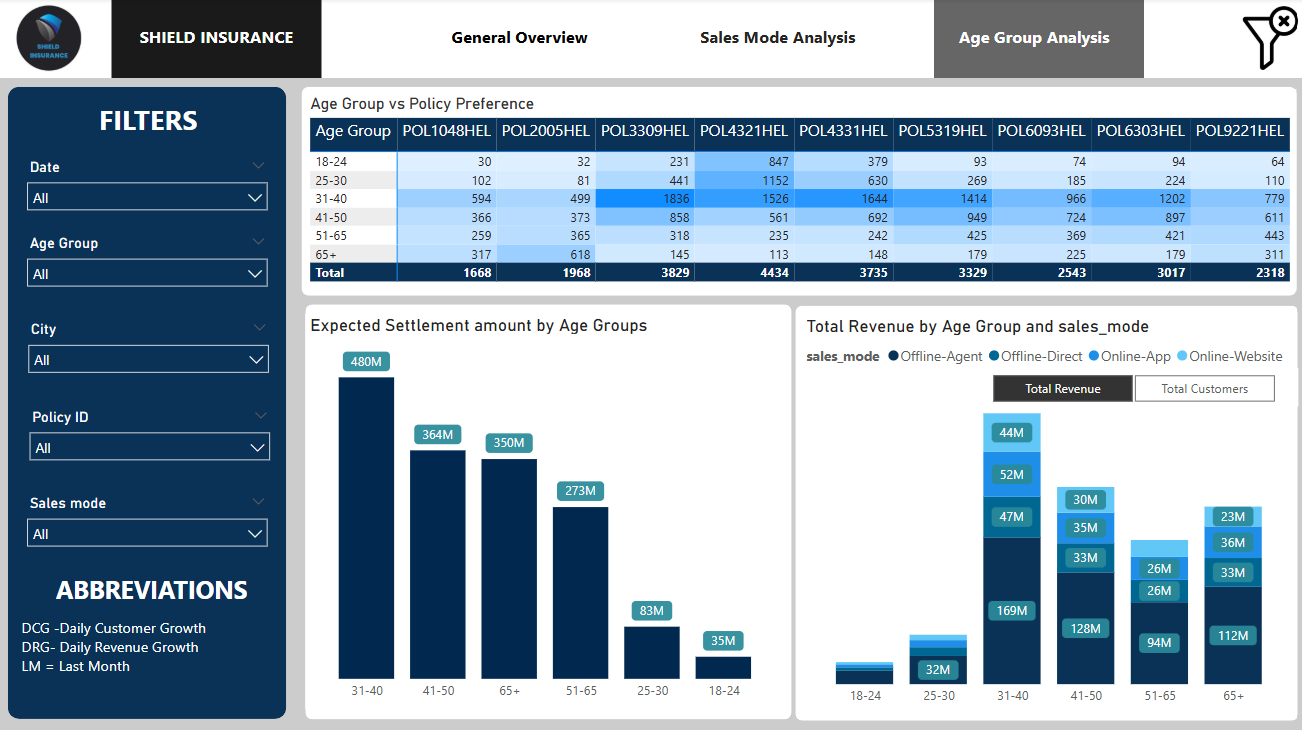 SHIELD
INSURANCE
SHIELD INSURANCE
General Overview
Sales Mode Analysis
Age Group Analysis
FILTERS
Date
All
Age Group
All
City
All
Policy ID
All
Sales mode
All
ABBREVIATIONS
DCG -Daily Customer Growth
DRG- Daily Revenue Growth
LM = Last Month
Age Group vs Policy Preference
Age Group POL1048HEL POL2005HEL POL3309HEL POL4321HEL POL4331HEL POL5319HEL POL6093HEL POL6303HEL POL9221HEL
18-24 30 32 231 847 379 93 74 94 64
25-30 102 81 441 1152 630 269 185 224 110
31-40 594 499 1836 1526 1644 1414 966 1202 779
41-50 366 373 858 561 692 949 724 897 611
51-65 259 365 318 235 242 425 369 421 443
65+ 317 618 145 113 148 179 225 179 311
Total 1668 1968 3829 4434 3735 3329 2543 3017 2318
Expected Settlement amount by Age Groups
480M
364M
350M
273M
83M
35M
31-40 41-50 65+ 51-65 25-30 18-24
Total Revenue by Age Group and sales_mode
sales_mode Offline-Agent Offline-Direct Online-App Online-Website
Total Revenue Total Customers
44M
52M
47M
169M
30M
35M
33M
128M
26M
26M
94M
23M
36M
33M
112M
32M
18-24 25-30 31-40 41-50 51-65 65+